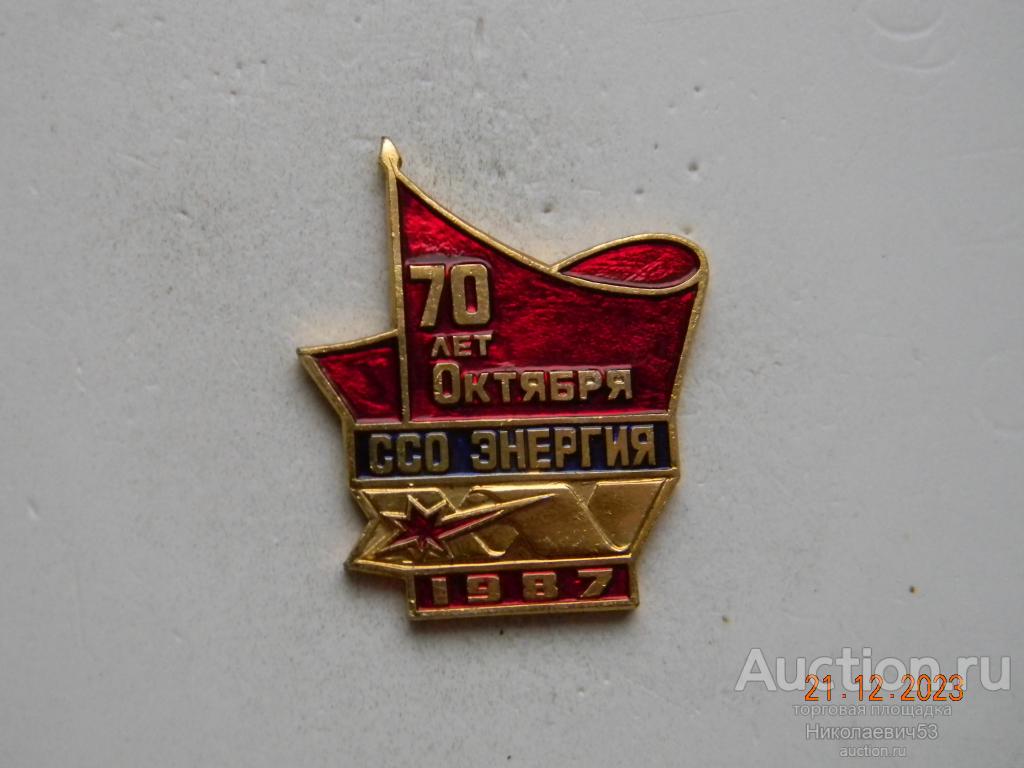 70
ЛЕТ
ОКТЯБРЯ
ССО ЭНЕРГИЯ
1987
Auction.ru
21.12.2023
торговая площадка
Николаевич53
auction.ru